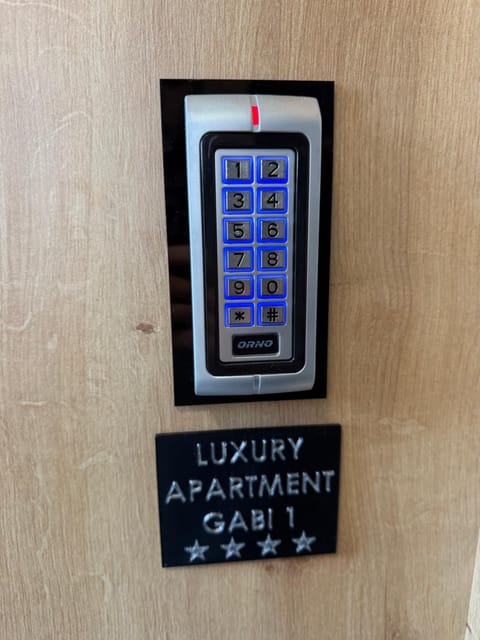 1 2
3 4
5 6
7 8
9 0
* #
ORNO
LUXURY
APARTMENT
GABI 1